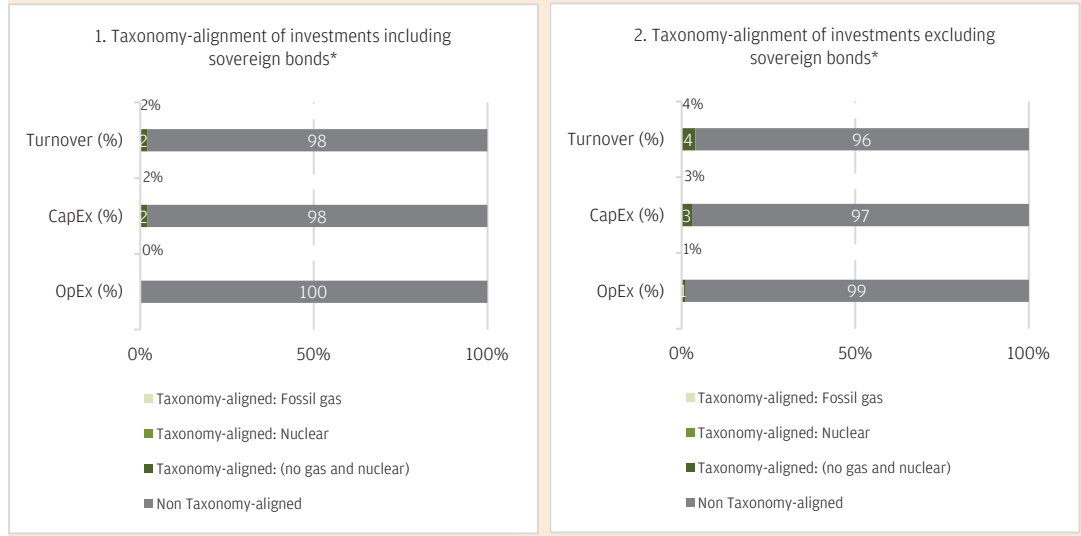 1. Taxonomy-alignment of investments including
sovereign bonds*
2%
Turnover (%)
2
98
2%
CapEx (%)
2
98
0%
OpEx (%)
100
0%
50%
100%
Taxonomy-aligned: Fossil gas
Taxonomy-aligned: Nuclear
Taxonomy-aligned: (no gas and nuclear)
Non Taxonomy-aligned
2. Taxonomy-alignment of investments excluding
sovereign bonds*
4%
Turnover (%)
4
96
3%
CapEx (%)
3
97
1%
OpEx (%)
1
99
0%
50%
100%
Taxonomy-aligned: Fossil gas
Taxonomy-aligned: Nuclear
Taxonomy-aligned: (no gas and nuclear)
Non Taxonomy-aligned